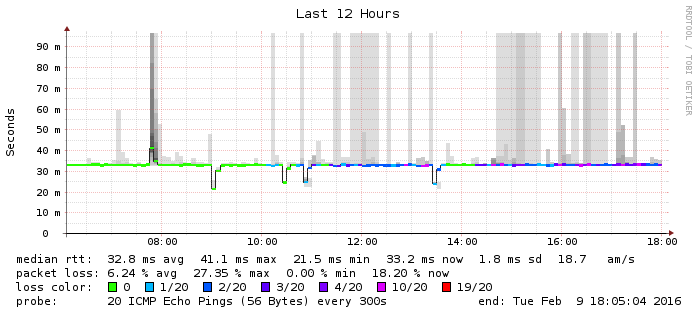 Last 12 Hours
RRDTOOL / TOBI OETIKER
Seconds
90 m
80 m
70 m
60 m
50 m
40 m
30 m
20 m
10 m
0
08:00 10:00 12:00 14:00 16:00 18:00
median rtt: 32.8 ms avg 41.1 ms max 21.5 ms min 33.2 ms now 1.8 ms sd 18.7 am/s
packet loss: 6.24 % avg 27.35 % max 0.00 % min 18.20 % now
loss color: 0 1/20 2/20 3/20 4/20 10/20 19/20
probe: 20 ICMP Echo Pings (56 Bytes) every 300s end: Tue Feb 9 18:05:04 2016